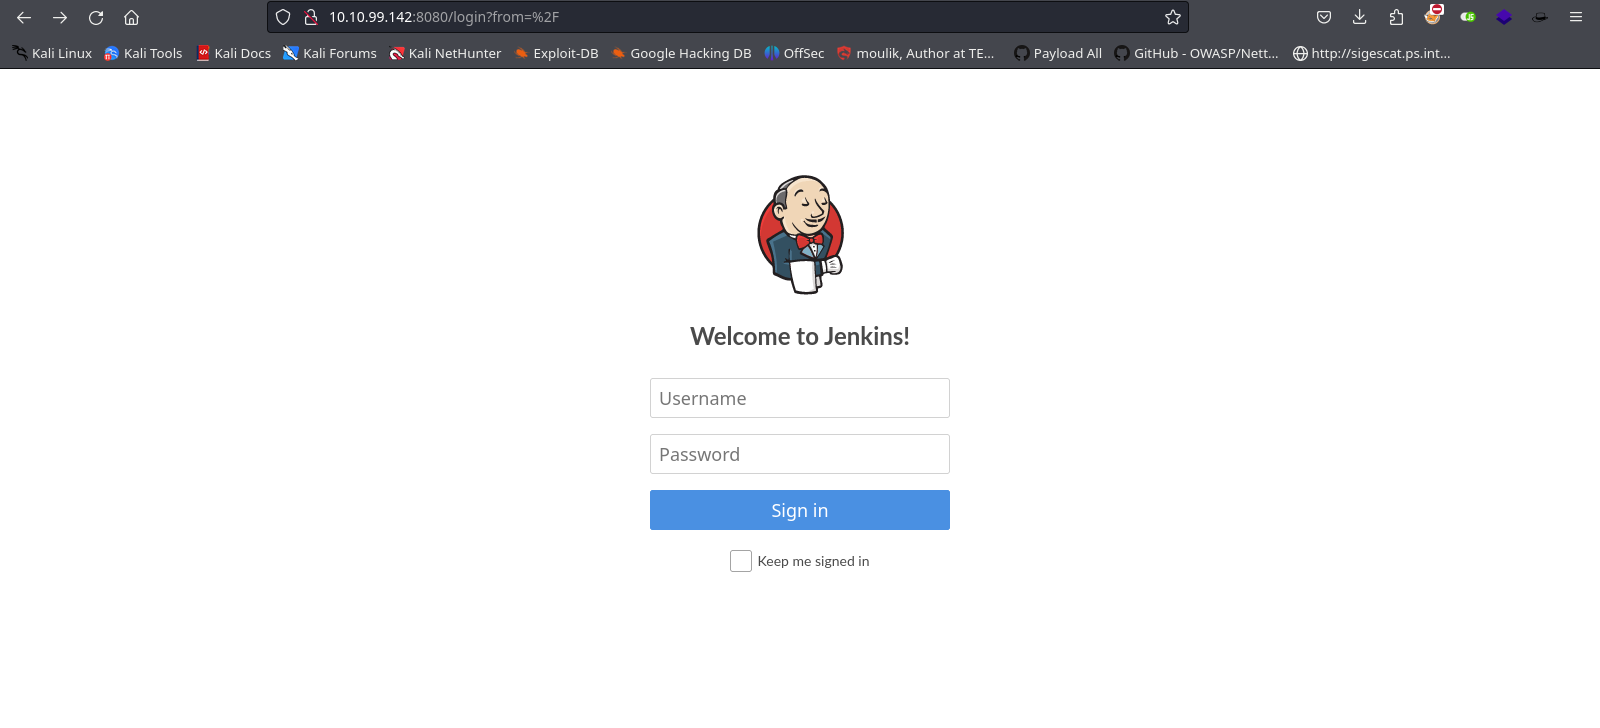 10.10.99.142:8080/login?from=%2F
Kali Linux Kali Tools Kali Docs Kali Forums Kali NetHunter Exploit-DB Google Hacking DB OffSec moulik, Author at TE... Payload All GitHub - OWASP/Nett... http://sigescat.ps.int...
Welcome to Jenkins!
Username
Password
Sign in
Keep me signed in